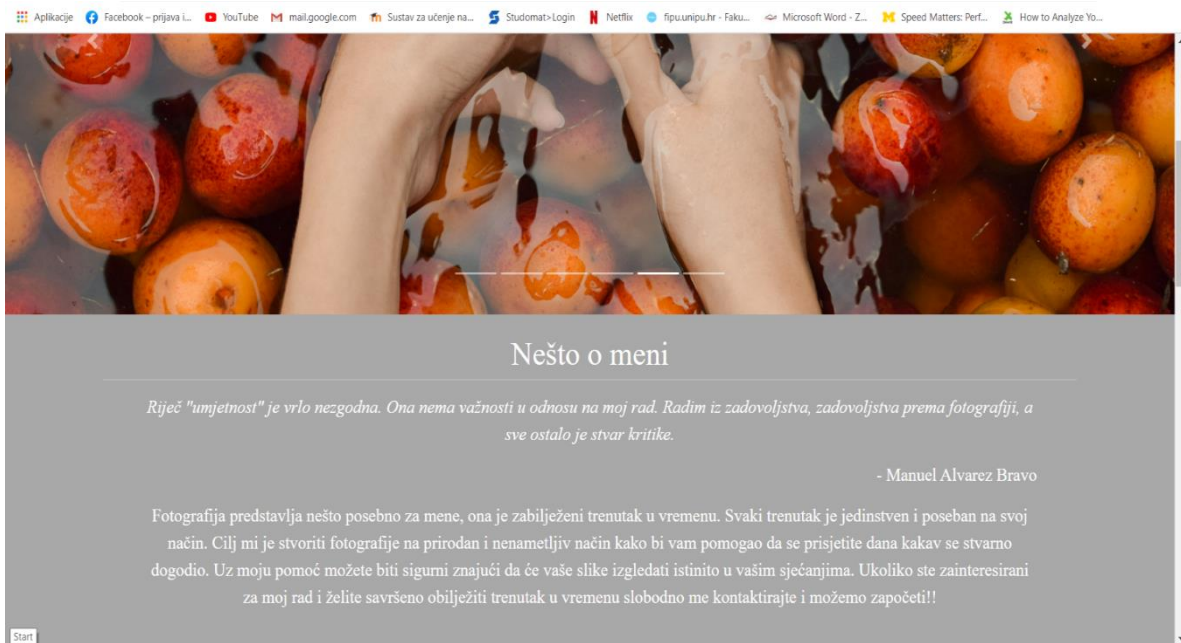 Aplikacije Facebook – prijava i... YouTube mail.google.com Sustav za učenje na... Studomat>Login Netflix fipu.unipu.hr - Faku... Microsoft Word - Z... Speed Matters: Perf... How to Analyze Yo...
Nešto o meni
Riječ "umjetnost" je vrlo nezgodna. Ona nema važnosti u odnosu na moj rad. Radim iz zadovoljstva, zadovoljstva prema fotografiji, a
sve ostalo je stvar kritike.
- Manuel Alvarez Bravo
Fotografija predstavlja nešto posebno za mene, ona je zabilježeni trenutak u vremenu. Svaki trenutak je jedinstven i poseban na svoj
način. Cilj mi je stvoriti fotografije na prirodan i nenametljiv način kako bi vam pomogao da se prisjetite dana kakav se stvarno
dogodio. Uz moju pomoć možete biti sigurni znajući da će vaše slike izgledati istinito u vašim sjećanjima. Ukoliko ste zainteresirani
za moj rad i želite savršeno obilježiti trenutak u vremenu slobodno me kontaktirajte i možemo započeti!!
Start